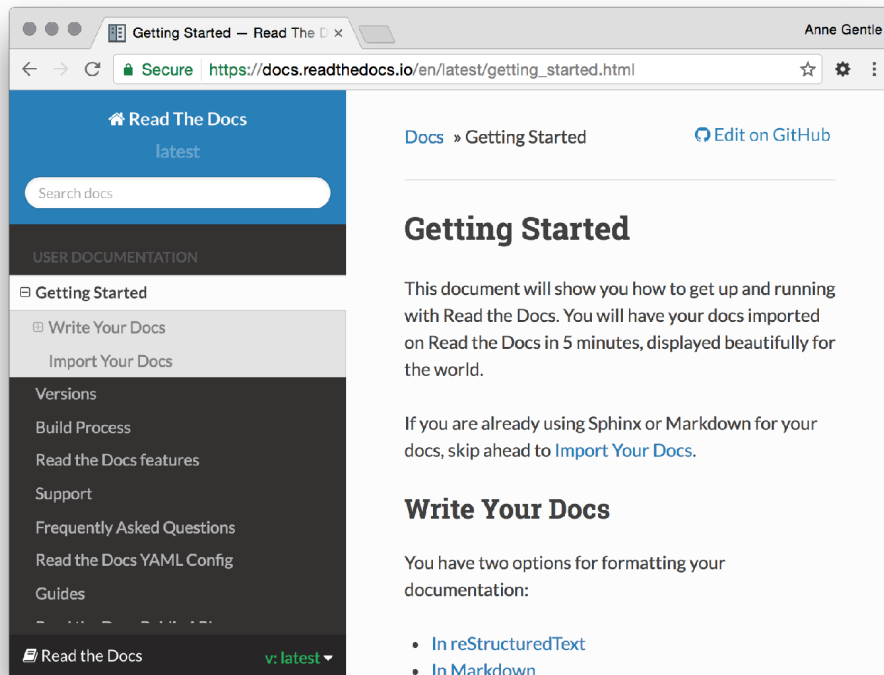 Getting Started — Read The D
Anne Gentle
Secure https://docs.readthedocs.io/en/latest/getting_started.html
Read The Docs
latest
Search docs
USER DOCUMENTATION
Getting Started
Write Your Docs
Import Your Docs
Versions
Build Process
Read the Docs features
Support
Frequently Asked Questions
Read the Docs YAML Config
Guides
Read the Docs
v: latest
Docs » Getting Started
Edit on GitHub
Getting Started
This document will show you how to get up and running
with Read the Docs. You will have your docs imported
on Read the Docs in 5 minutes, displayed beautifully for
the world.
If you are already using Sphinx or Markdown for your
docs, skip ahead to Import Your Docs.
Write Your Docs
You have two options for formatting your
documentation:
• In reStructuredText
• In Markdown